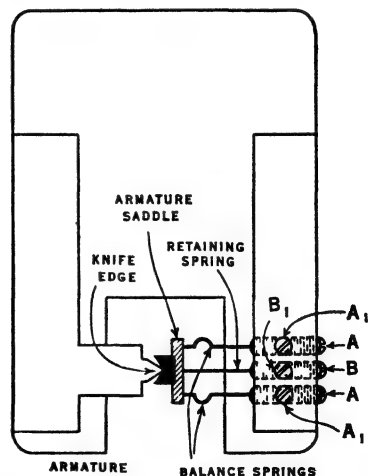 ARMATURE
SADDLE
RETAINING
SPRING
KNIFE
EDGE
B₁
A₁
A
B
A
A₁
ARMATURE
BALANCE SPRINGS